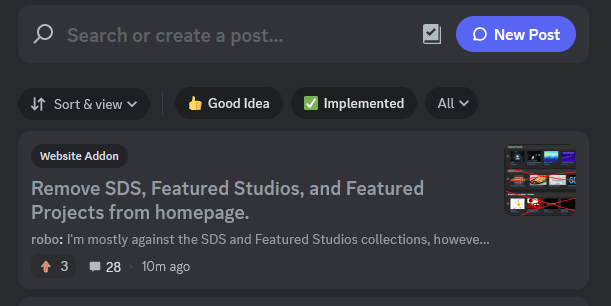 Search or create a post...
New Post
Sort & view
Good Idea
Implemented
All
Website Addon
Remove SDS, Featured Studios, and Featured
Projects from homepage.
robo: I'm mostly against the SDS and Featured Studios collections, howeve...
3
28
10m ago